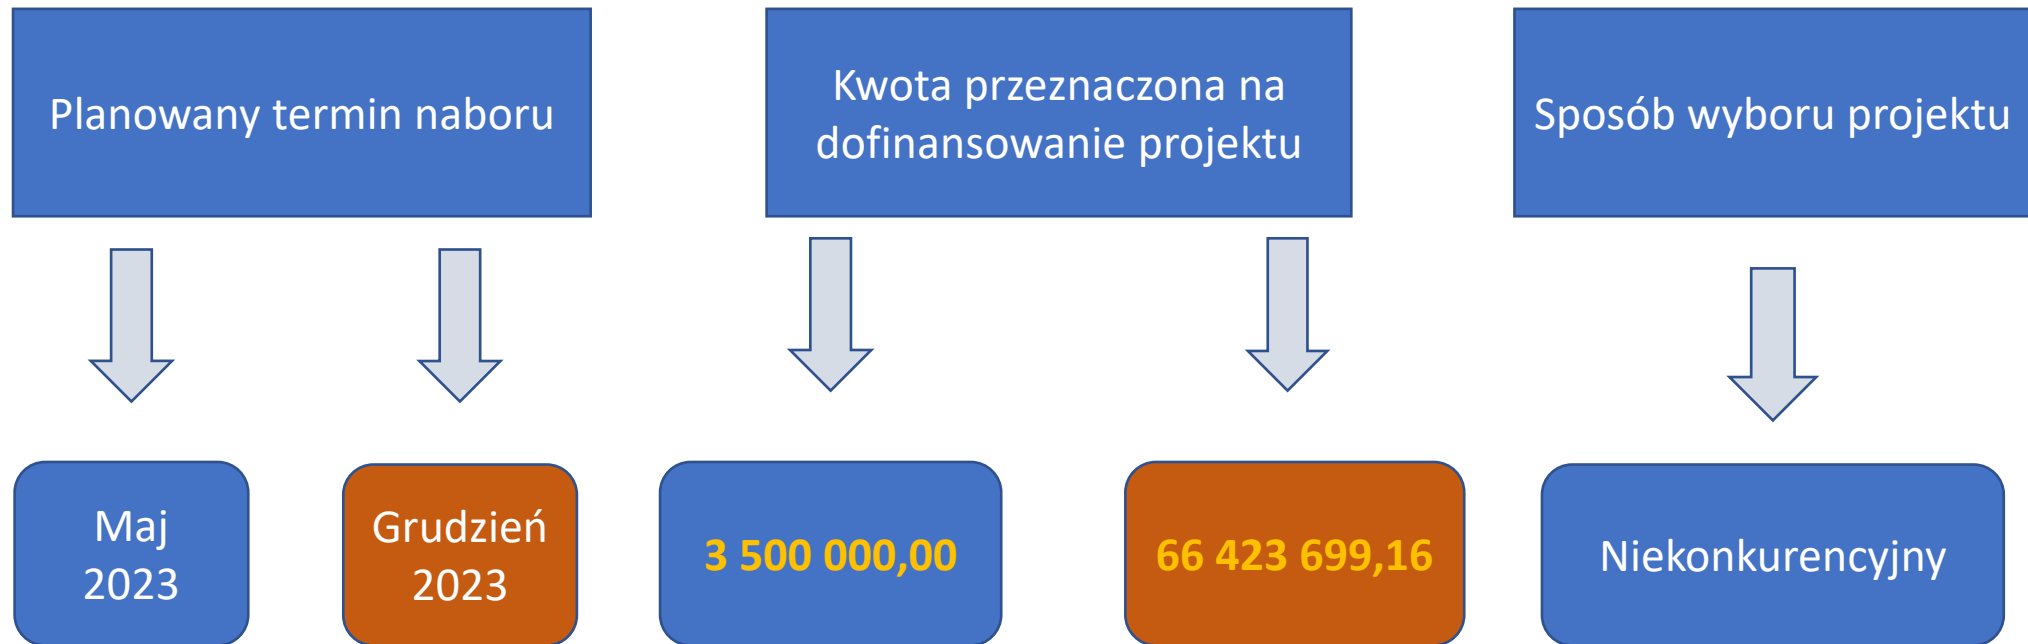 Planowany termin naboru
Kwota przeznaczona na
dofinansowanie projektu
Sposób wyboru projektu
Maj
2023
Grudzień
2023
3 500 000,00
66 423 699,16
Niekonkurencyjny